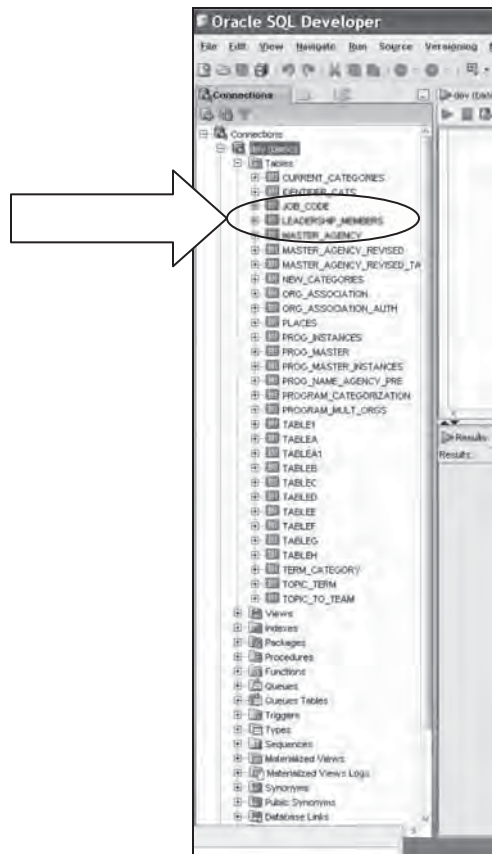 Oracle SQL Developer
File Edit View Navigate Run Source Versioning
Connections
Connections
Tables
CURRENT_CATEGORIES
IDENTIFIER_CATS
JOB_CODE
LEADERSHIP_MEMBERS
MASTER_AGENCY
MASTER_AGENCY_REVISED
MASTER_AGENCY_REVISED_TA
NEW_CATEGORIES
ORG_ASSOCIATION
ORG_ASSOCIATION_AUTH
PLACES
PROG_INSTANCES
PROG_MASTER
PROG_MASTER_INSTANCES
PROG_NAME_AGENCY_PRE
PROGRAM_CATEGORIZATION
PROGRAM_MULT_ORGS
TABLE1
TABLEA
TABLEA1
TABLEB
TABLEC
TABLED
TABLEE
TABLEF
TABLEG
TABLEH
TERM_CATEGORY
TOPIC_TERM
TOPIC_TO_TEAM
Views
Indexes
Packages
Procedures
Functions
Queues
Queues Tables
Triggers
Types
Sequences
Materialized Views
Materialized Views Logs
Synonyms
Public Synonyms
Database Links
Results
Results: